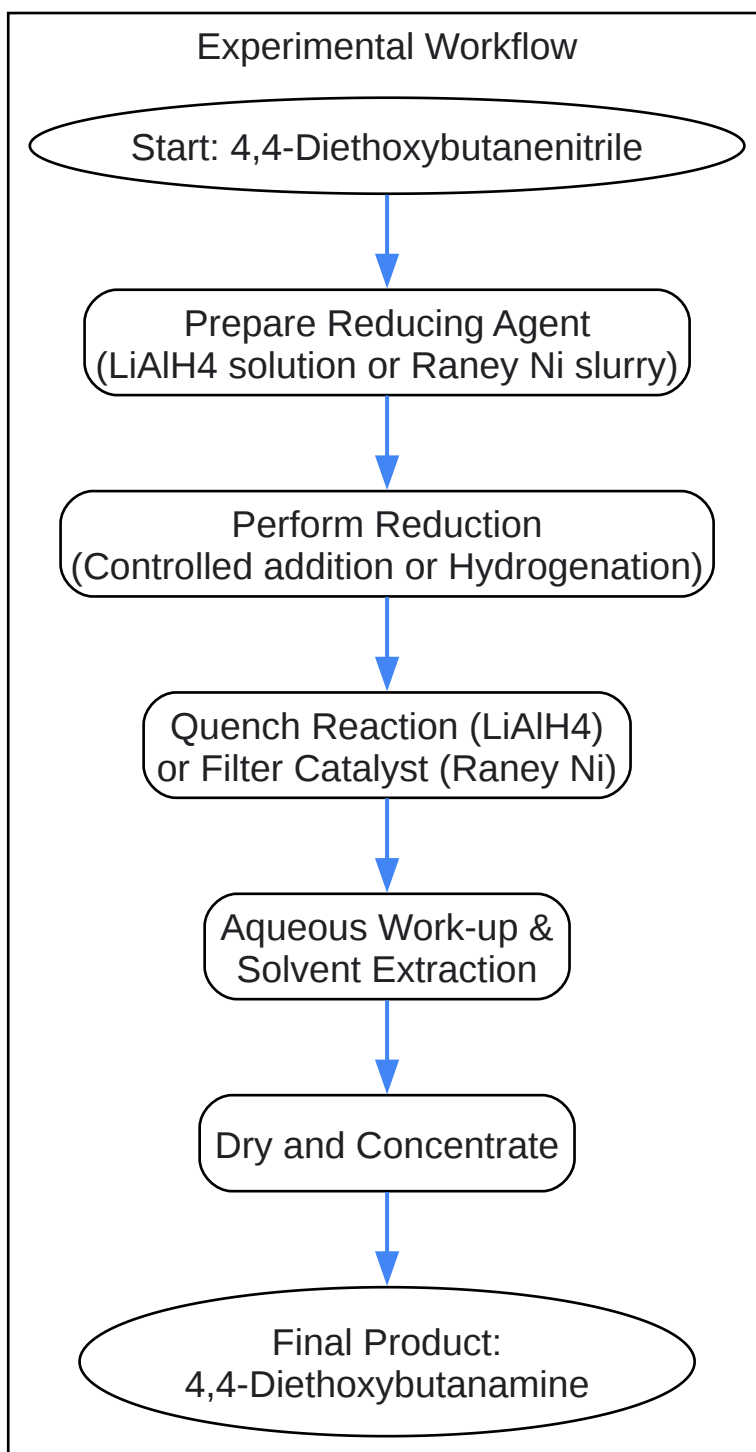 Experimental Workflow
Start: 4,4-Diethoxybutanenitrile
Prepare Reducing Agent
(LiAlH4 solution or Raney Ni slurry)
Perform Reduction
(Controlled addition or Hydrogenation)
Quench Reaction (LiAlH4)
or Filter Catalyst (Raney Ni)
Aqueous Work-up &
Solvent Extraction
Dry and Concentrate
Final Product:
4,4-Diethoxybutanamine